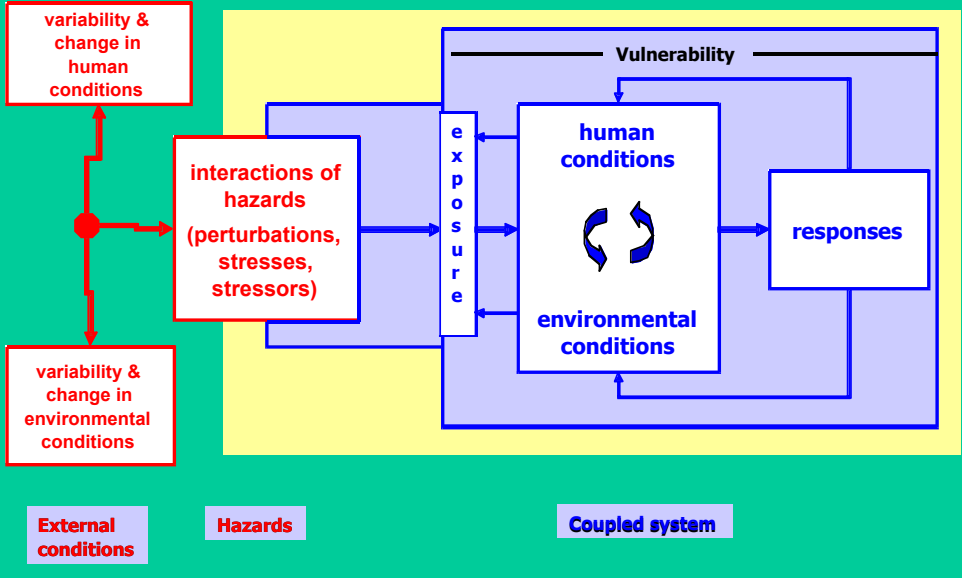 variability &
change in
human
conditions
Vulnerability
interactions of
hazards
(perturbations,
stresses,
stressors)
exposure
human
conditions
environmental
conditions
responses
variability &
change in
environmental
conditions
External
conditions
Hazards
Coupled system